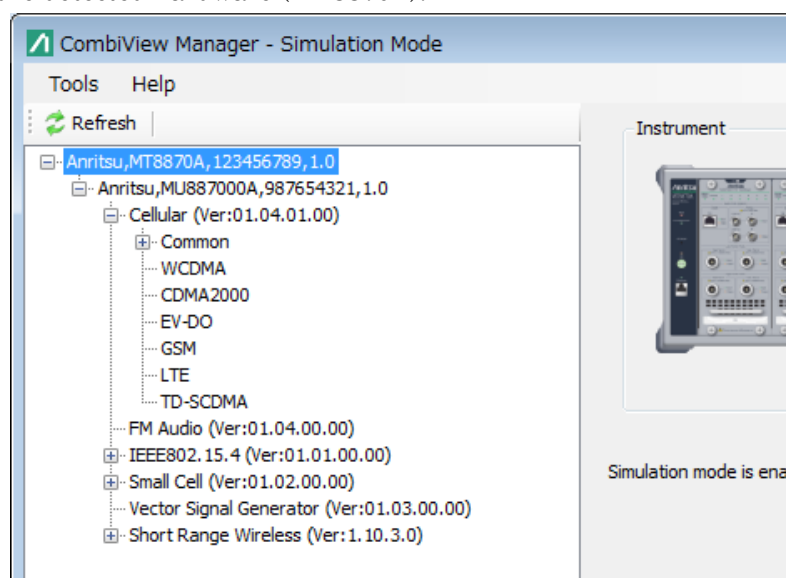 CombiView Manager - Simulation Mode
Tools Help
Refresh
Instrument
Anritsu,MT8870A,123456789,1.0
Anritsu,MU887000A,987654321,1.0
Cellular (Ver:01.04.01.00)
Common
WCDMA
CDMA2000
EV-DO
GSM
LTE
TD-SCDMA
FM Audio (Ver:01.04.00.00)
IEEE802.15.4 (Ver:01.01.00.00)
Small Cell (Ver:01.02.00.00)
Simulation mode is ena
Vector Signal Generator (Ver:01.03.00.00)
Short Range Wireless (Ver:1.10.3.0)